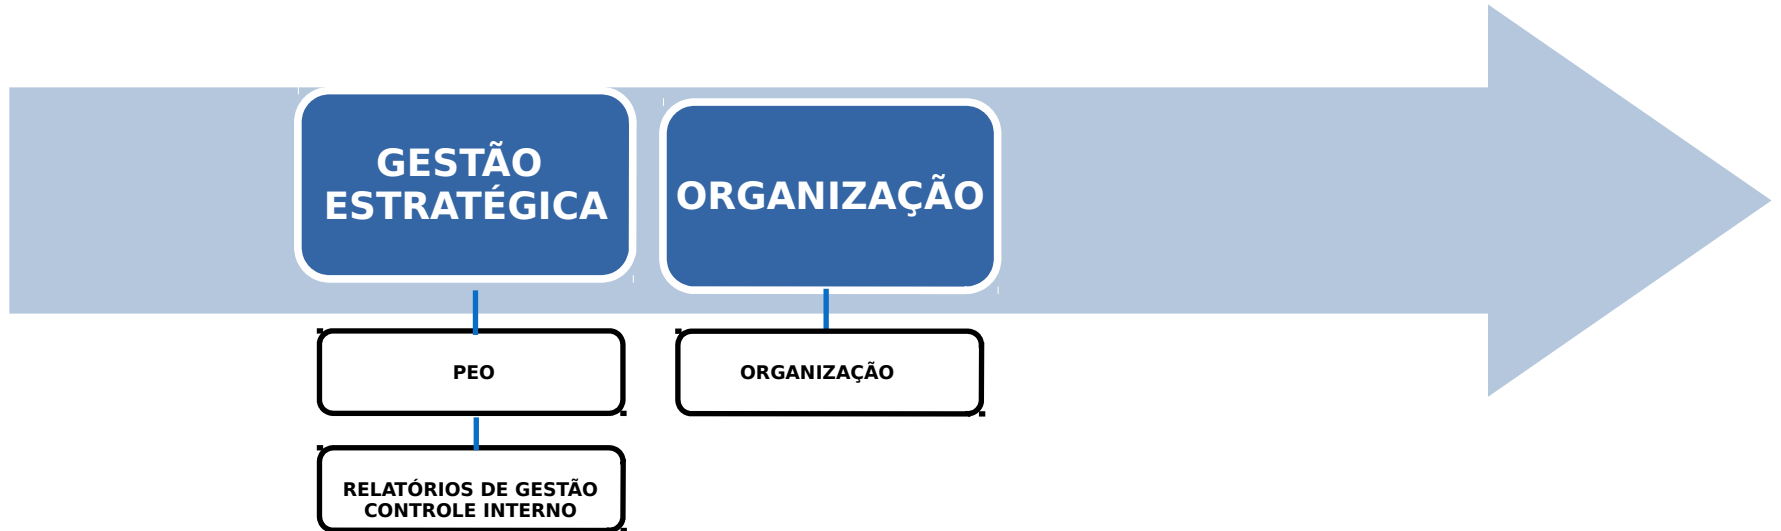 GESTÃO
ESTRATÉGICA
ORGANIZAÇÃO
PEO
ORGANIZAÇÃO
RELATÓRIOS DE GESTÃO
CONTROLE INTERNO